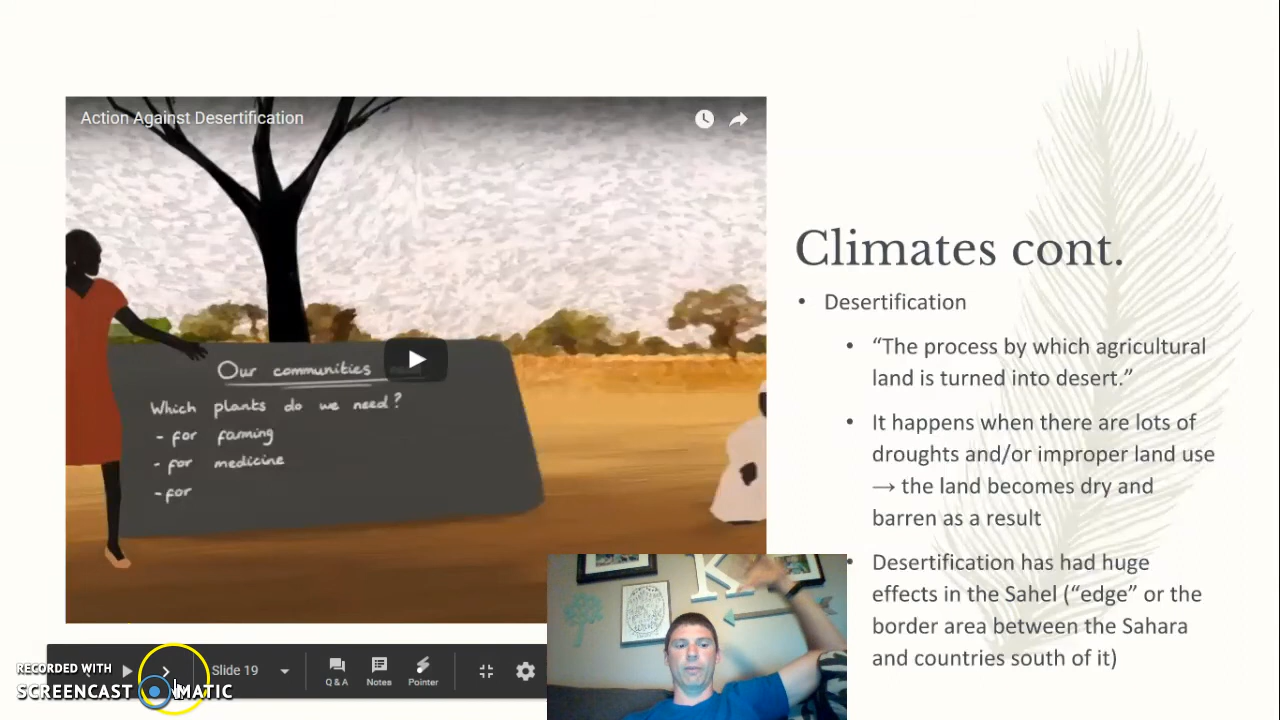 Action Against Desertification
Our communities
Which plants do we need?
- for farming
- for medicine
- for
Climates cont.
• Desertification
• “The process by which agricultural
land is turned into desert.”
• It happens when there are lots of
droughts and/or improper land use
→ the land becomes dry and
barren as a result
• Desertification has had huge
effects in the Sahel (“edge” or the
border area between the Sahara
and countries south of it)
K
Slide 19
Q & A
Notes
Pointer
RECORDED WITH
SCREENCAST MATIC